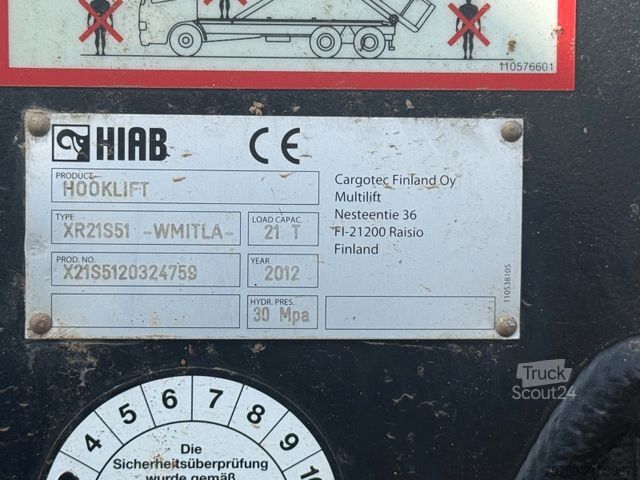 110576601
HIAB CE
PRODUCT
HOOKLIFT
TYPE
XR21S51 -WMITLA-
LOAD CAPAC.
21 T
PROD. NO.
X21S5120324759
YEAR
2012
HYDR. PRES.
30 Mpa
Cargotec Finland Oy
Multilift
Nesteentie 36
FI-21200 Raisio
Finland
110538105
Truck
Scout24
4 5 6 7 8 9 10
Die
Sicherheitsüberprüfung
wurde gemäß